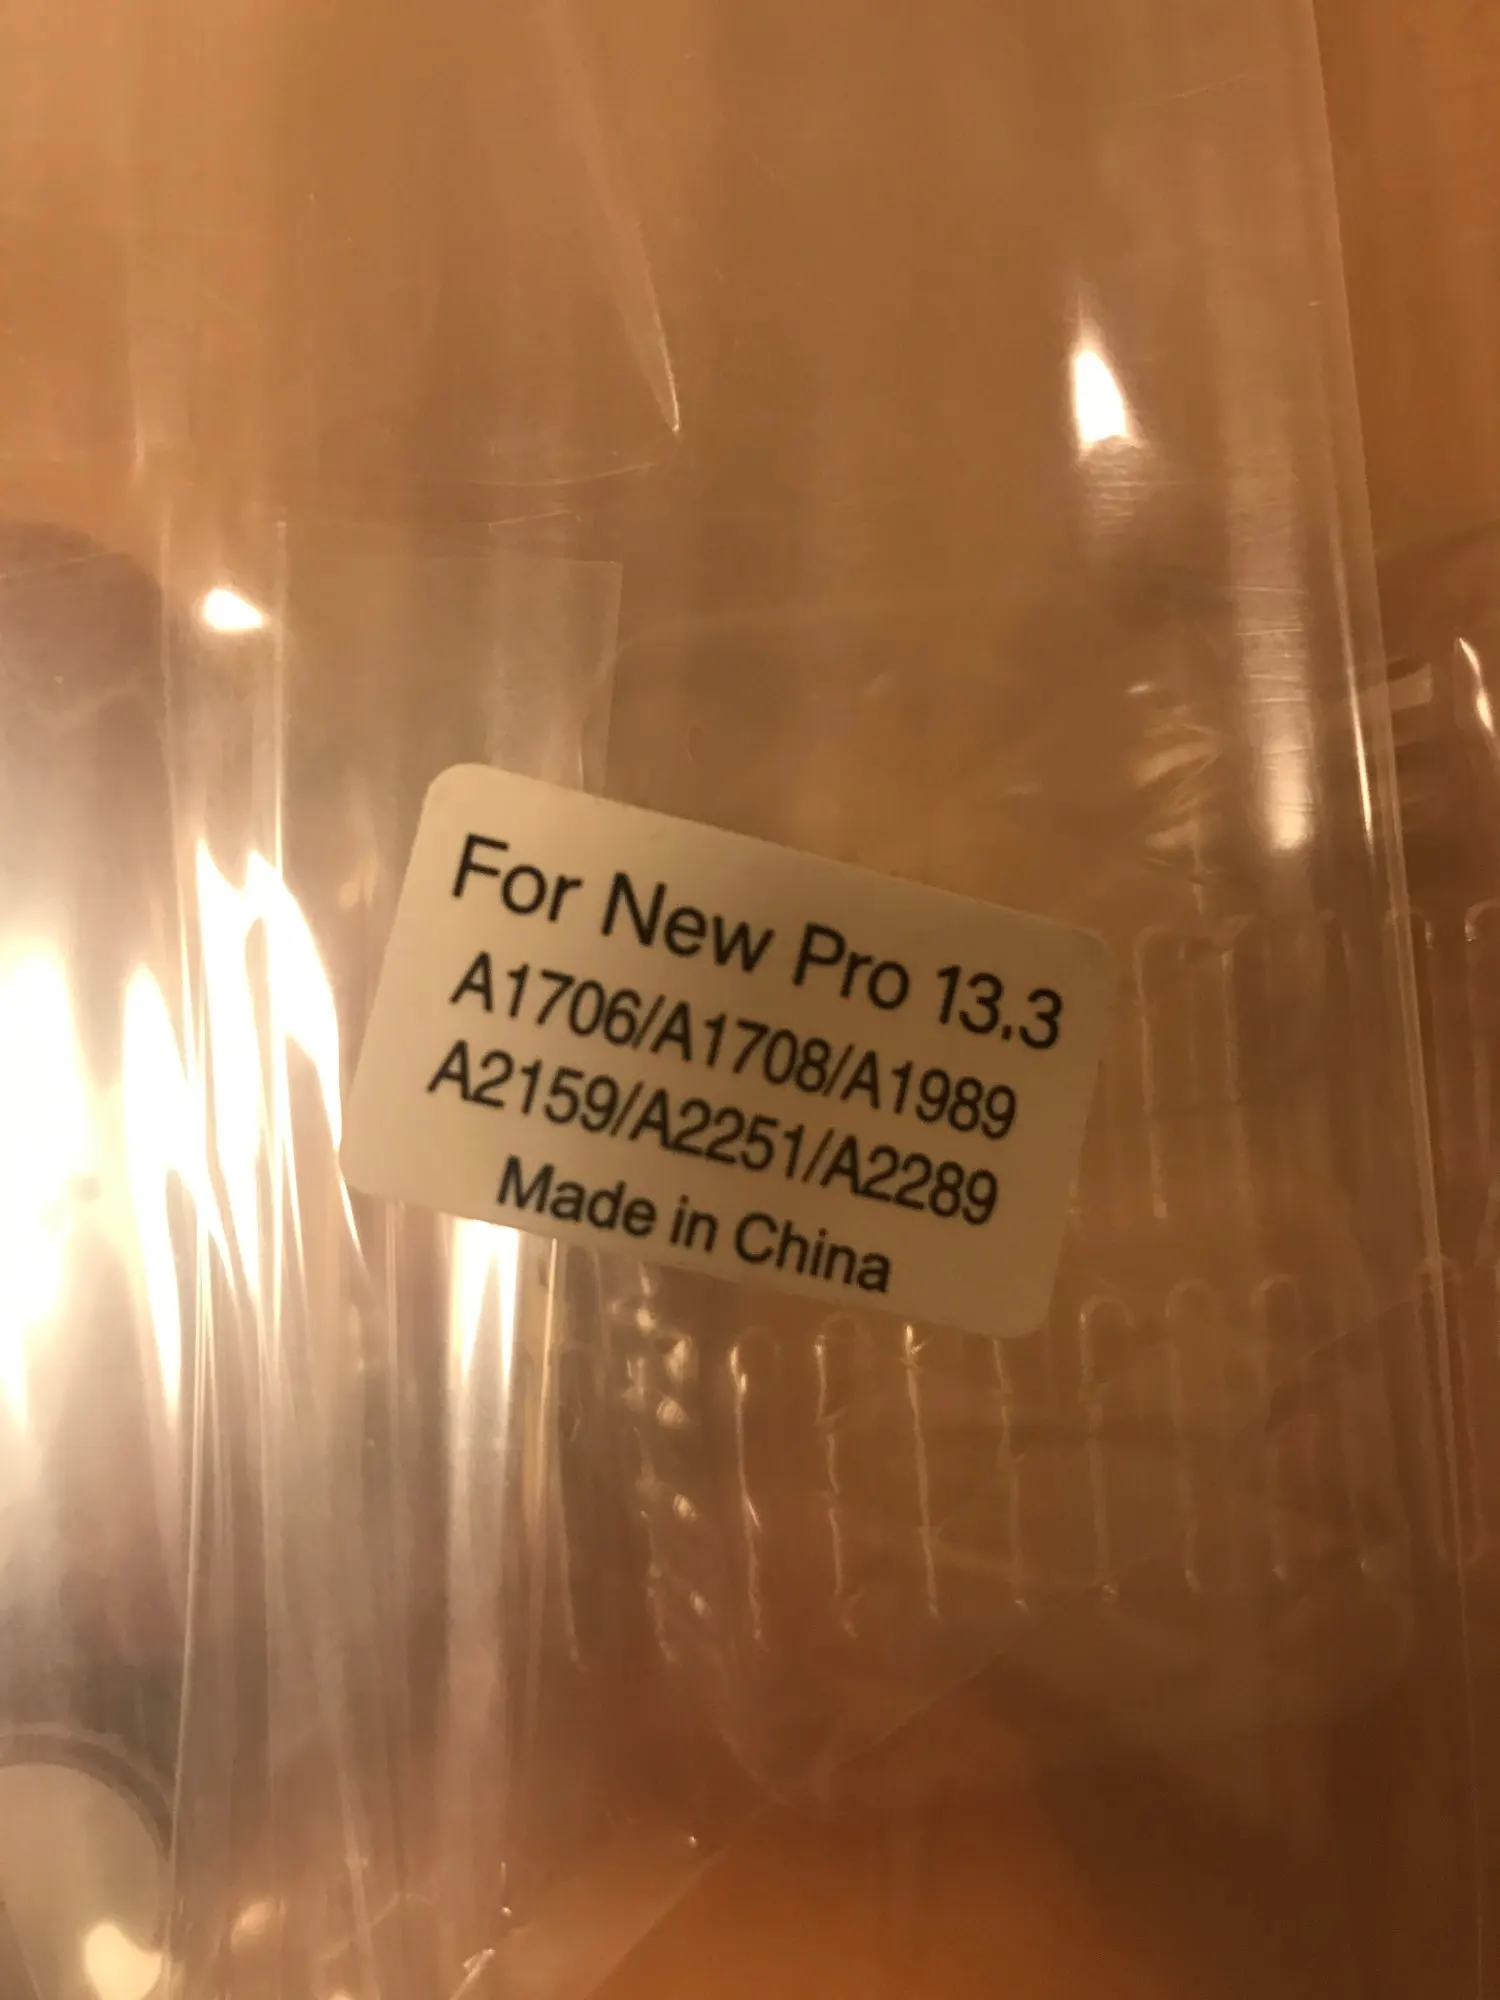 For New Pro 13.3
A1706/A1708/A1989
A2159/A2251/A2289
Made in China